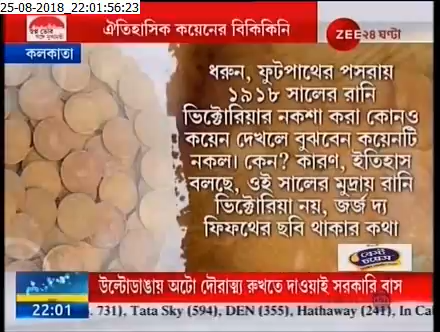 25-08-2018_22:01:56:23
ঐতিহাসিক কয়েনের বিকিকিনি
ZEE ২৪ ঘণ্টা
কলকাতা
ধরুন, ফুটপাথের পসরায়
১৯১৮ সালের রানি
ভিক্টোরিয়ার নকশা করা কোনও
কয়েন দেখলে বুঝবেন কয়েনটি
নকল। কেন? কারণ, ইতিহাস
বলছে, ওই সালের মুদ্রায় রানি
ভিক্টোরিয়া নয়, জর্জ দ্য
ফিফথের ছবি থাকার কথা
উল্টোডাঙায় অটো দৌরাত্ম্য রুখতে দাওয়াই সরকারি বাস
22:01
. 731), Tata Sky (594), DEN (355), Hathaway (241), In Ca